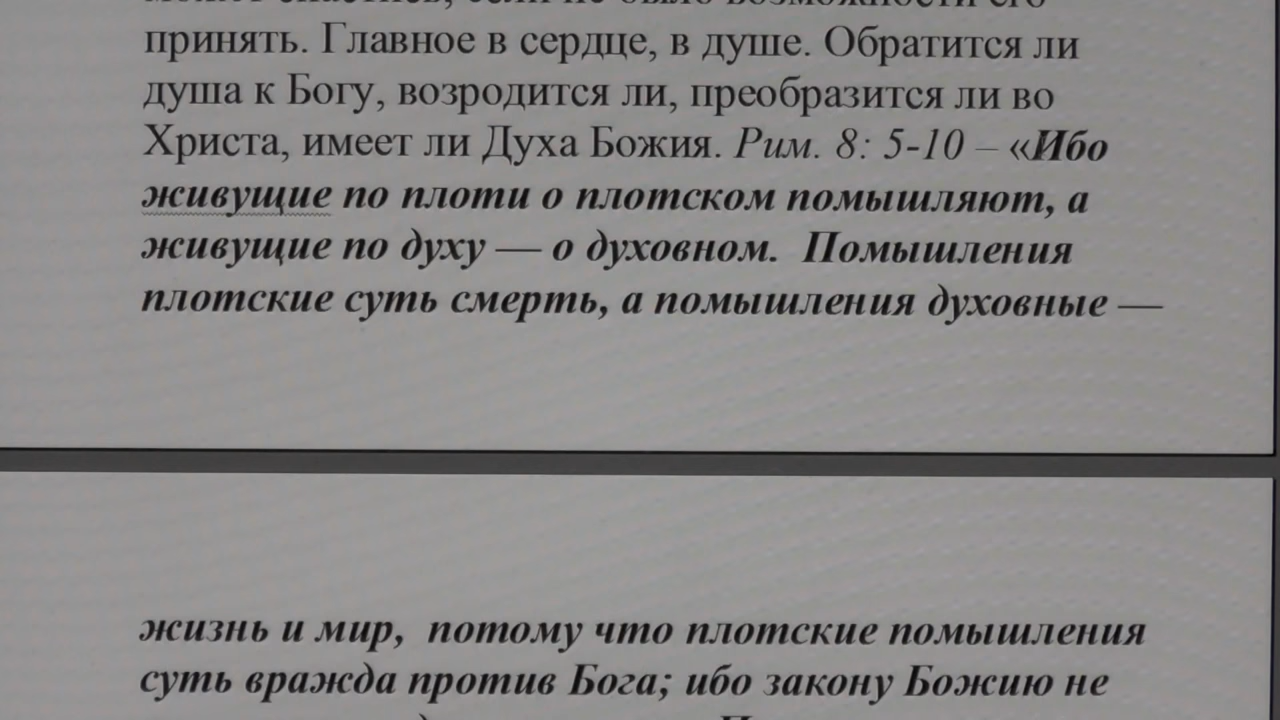 принять. Главное в сердце, в душе. Обратится ли
душа к Богу, возродится ли, преобразится ли во
Христа, имеет ли Духа Божия. Рим. 8: 5-10 – «Ибо
живущие по плоти о плотском помышляют, а
живущие по духу — о духовном. Помышления
плотские суть смерть, а помышления духовные —
жизнь и мир, потому что плотские помышления
суть вражда против Бога; ибо закону Божию не